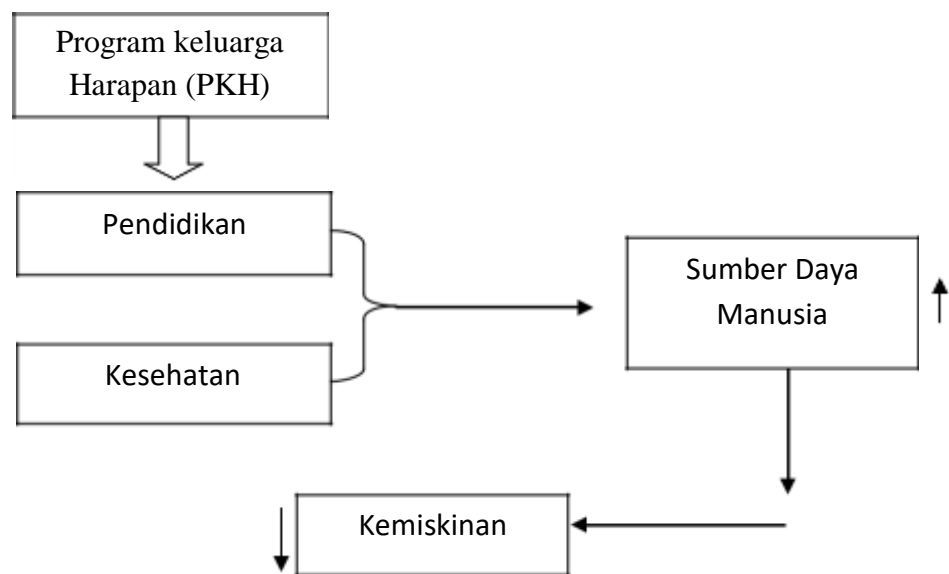 Program keluarga
Harapan (PKH)
Pendidikan
Sumber Daya
Manusia
Kesehatan
Kemiskinan